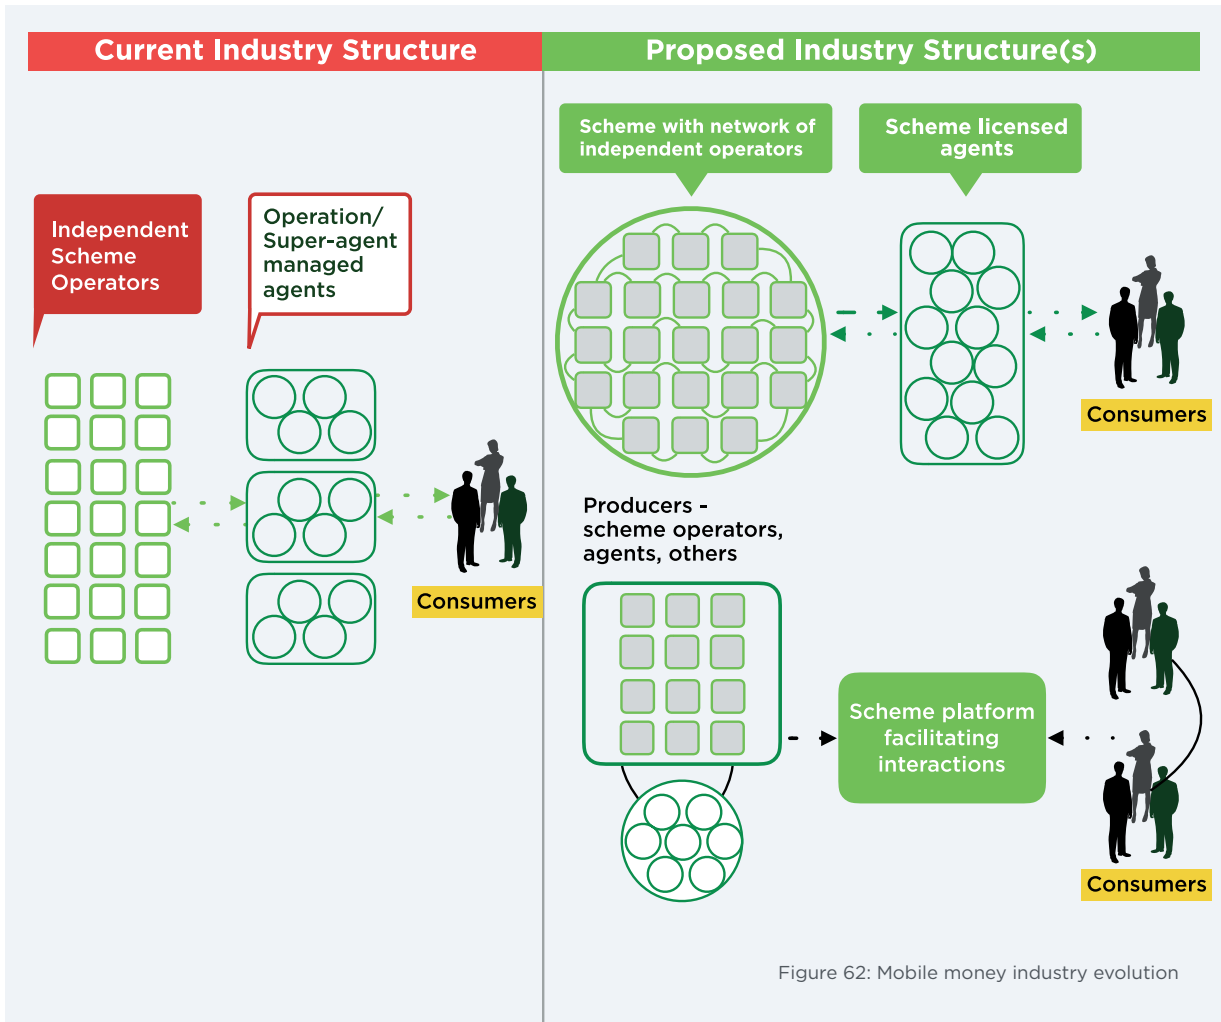 Current Industry Structure
Proposed Industry Structure(s)
Independent
Scheme
Operators
Operation/
Super-agent
managed
agents
Consumers
Scheme with network of
independent operators
Scheme licensed
agents
Consumers
Producers -
scheme operators,
agents, others
Scheme platform
facilitating
interactions
Consumers
Figure 62: Mobile money industry evolution